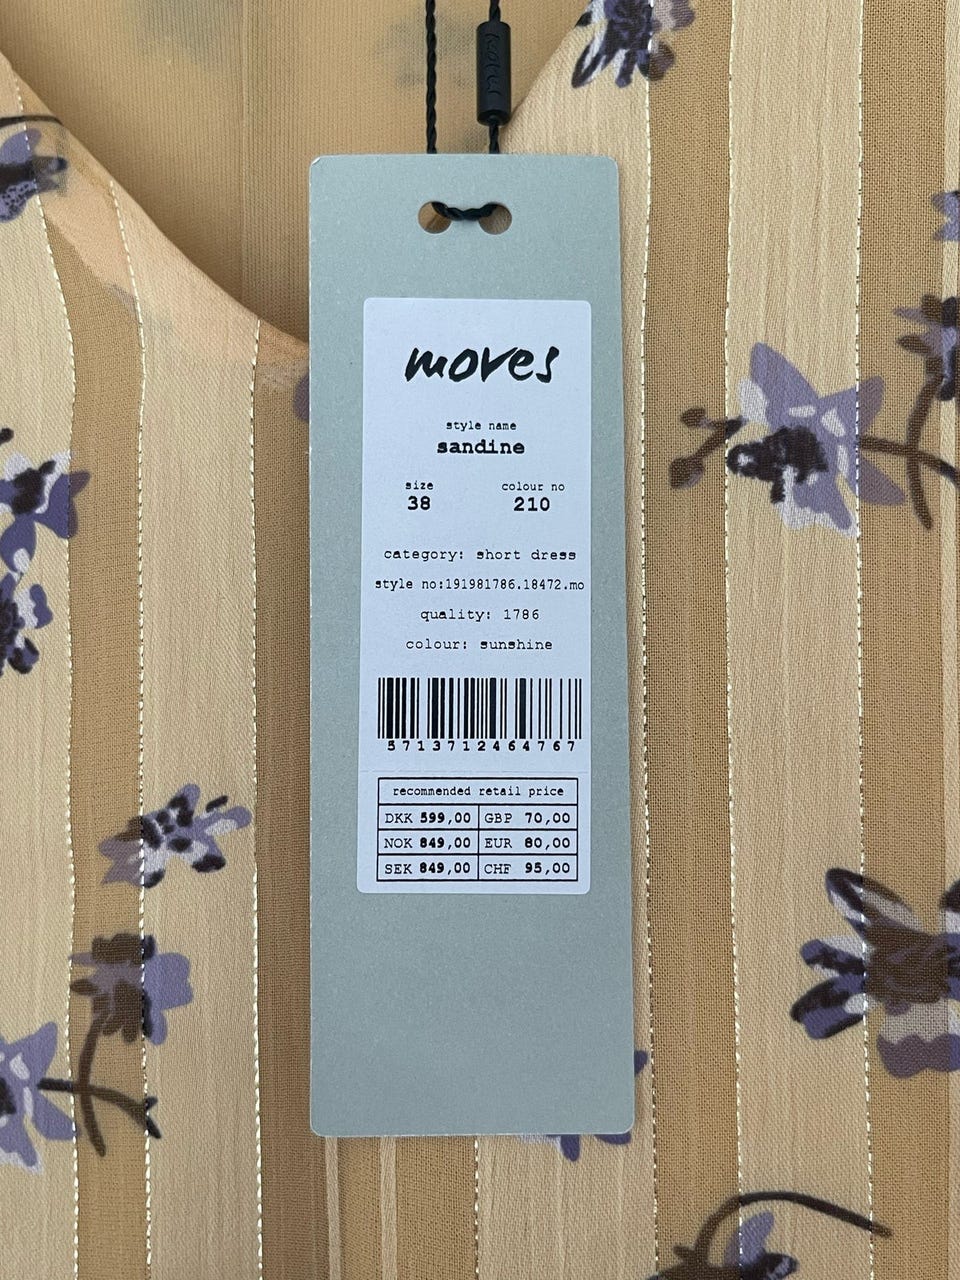 moves
moves
style name
sandine
size colour no
38 210
category: short dress
style no:191981786.18472.mo
quality: 1786
colour: sunshine
5713712464767
recommended retail price
DKK 599,00 GBP 70,00
NOK 849,00 EUR 80,00
SEK 849,00 CHF 95,00